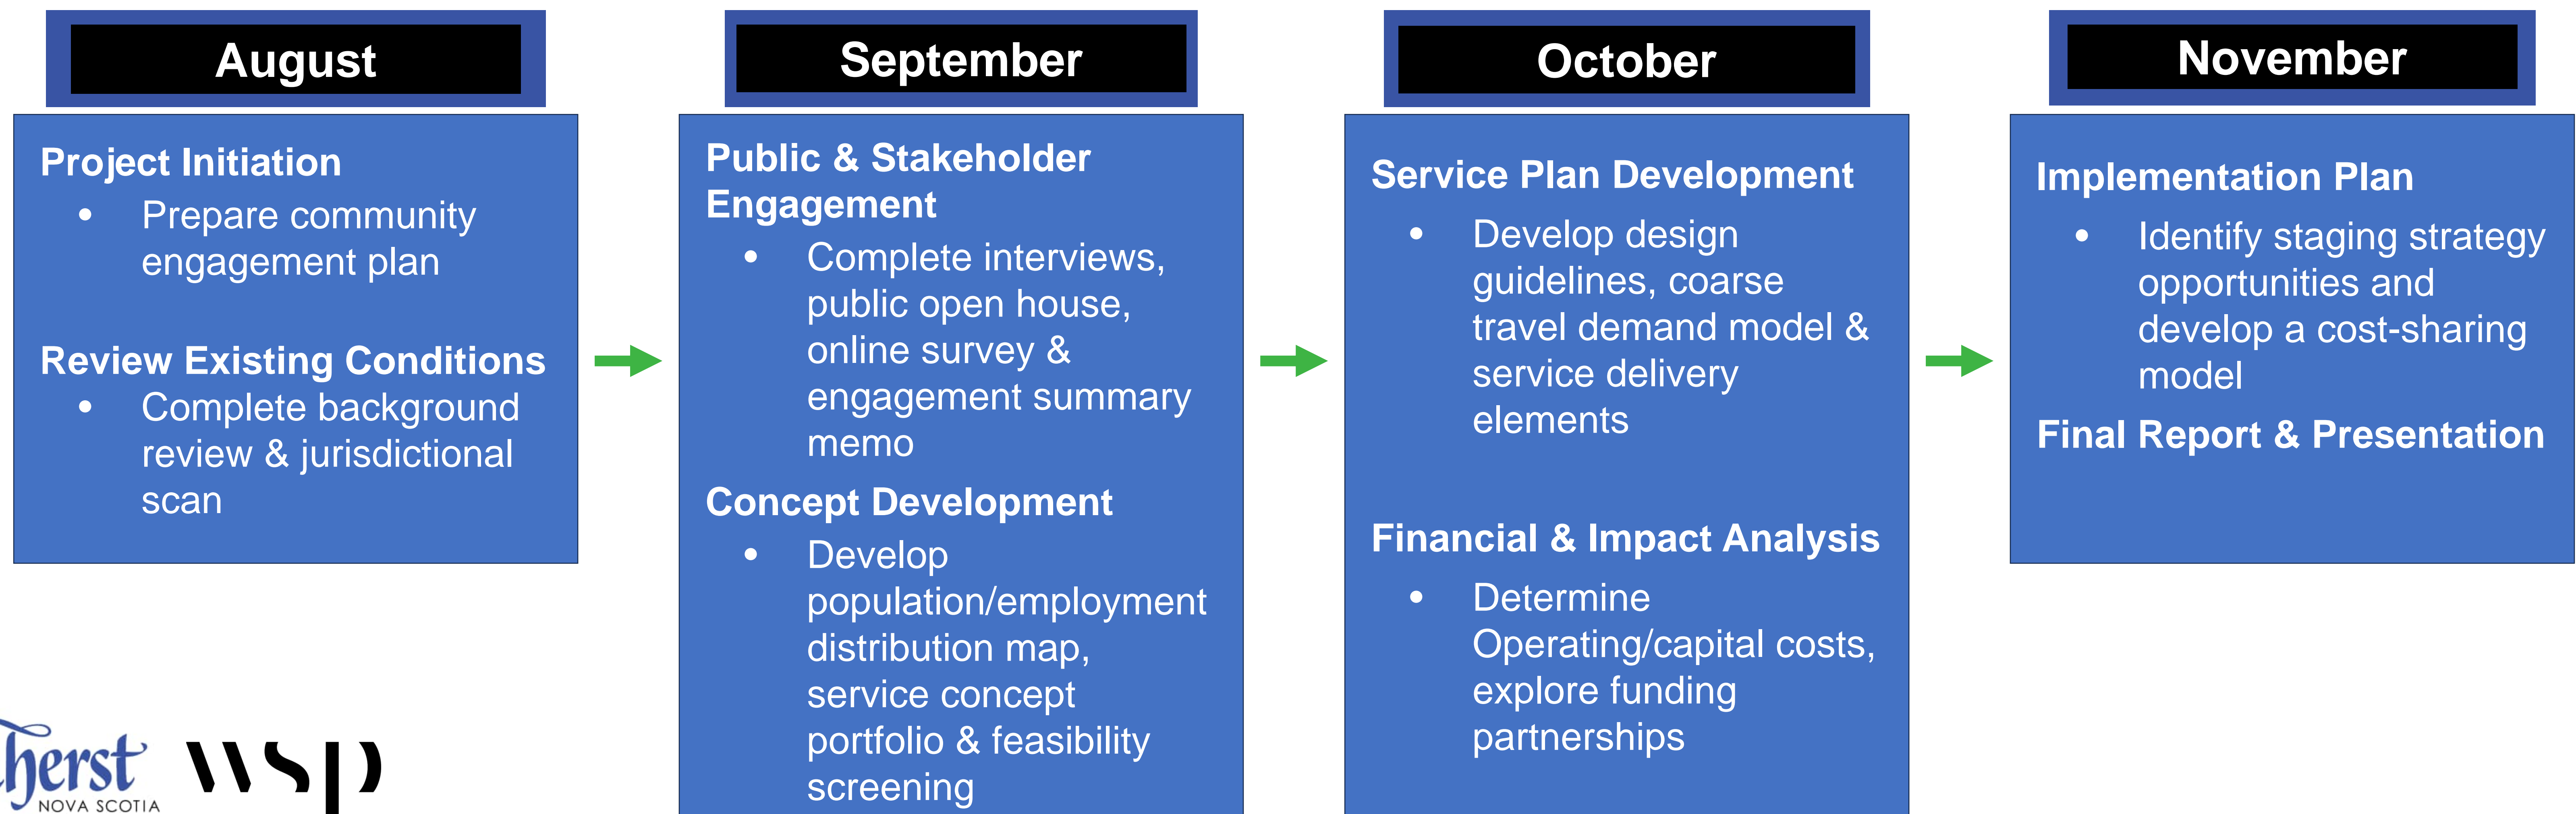 August
Project Initiation
• Prepare community
engagement plan
Review Existing Conditions
• Complete background
review & jurisdictional
scan
September
Public & Stakeholder
Engagement
• Complete interviews,
public open house,
online survey &
engagement summary
memo
Concept Development
• Develop
population/employment
distribution map,
service concept
portfolio & feasibility
screening
October
Service Plan Development
• Develop design
guidelines, coarse
travel demand model &
service delivery
elements
Financial & Impact Analysis
• Determine
Operating/capital costs,
explore funding
partnerships
November
Implementation Plan
• Identify staging strategy
opportunities and
develop a cost-sharing
model
Final Report & Presentation
herst
NOVA SCOTIA
wsp